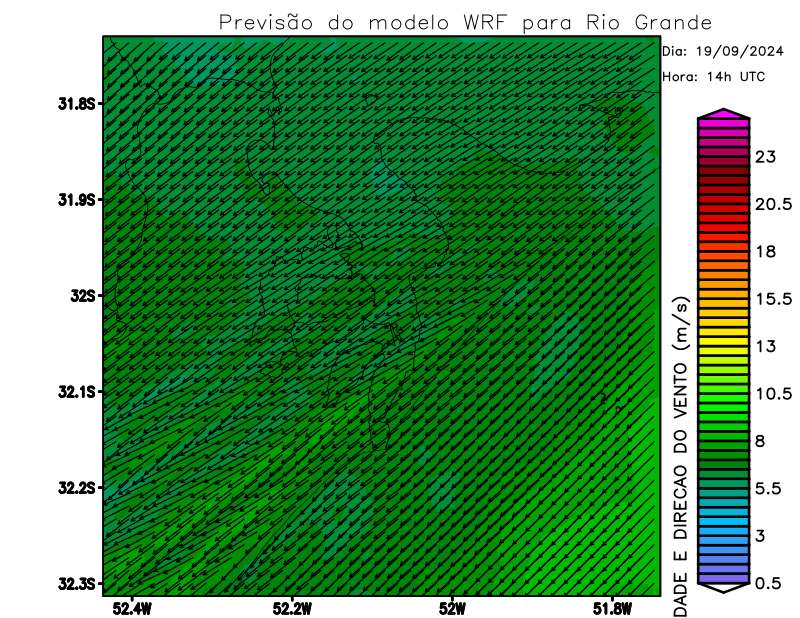 Previsão do modelo WRF para Rio Grande
Dia: 19/09/2024
Hora: 14h UTC
31.8S
31.9S
32S
32.1S
32.2S
32.3S
52.4W
52.2W
52W
51.8W
DADE E DIRECAO DO VENTO (m/s)
23
20.5
18
15.5
13
10.5
8
5.5
3
0.5